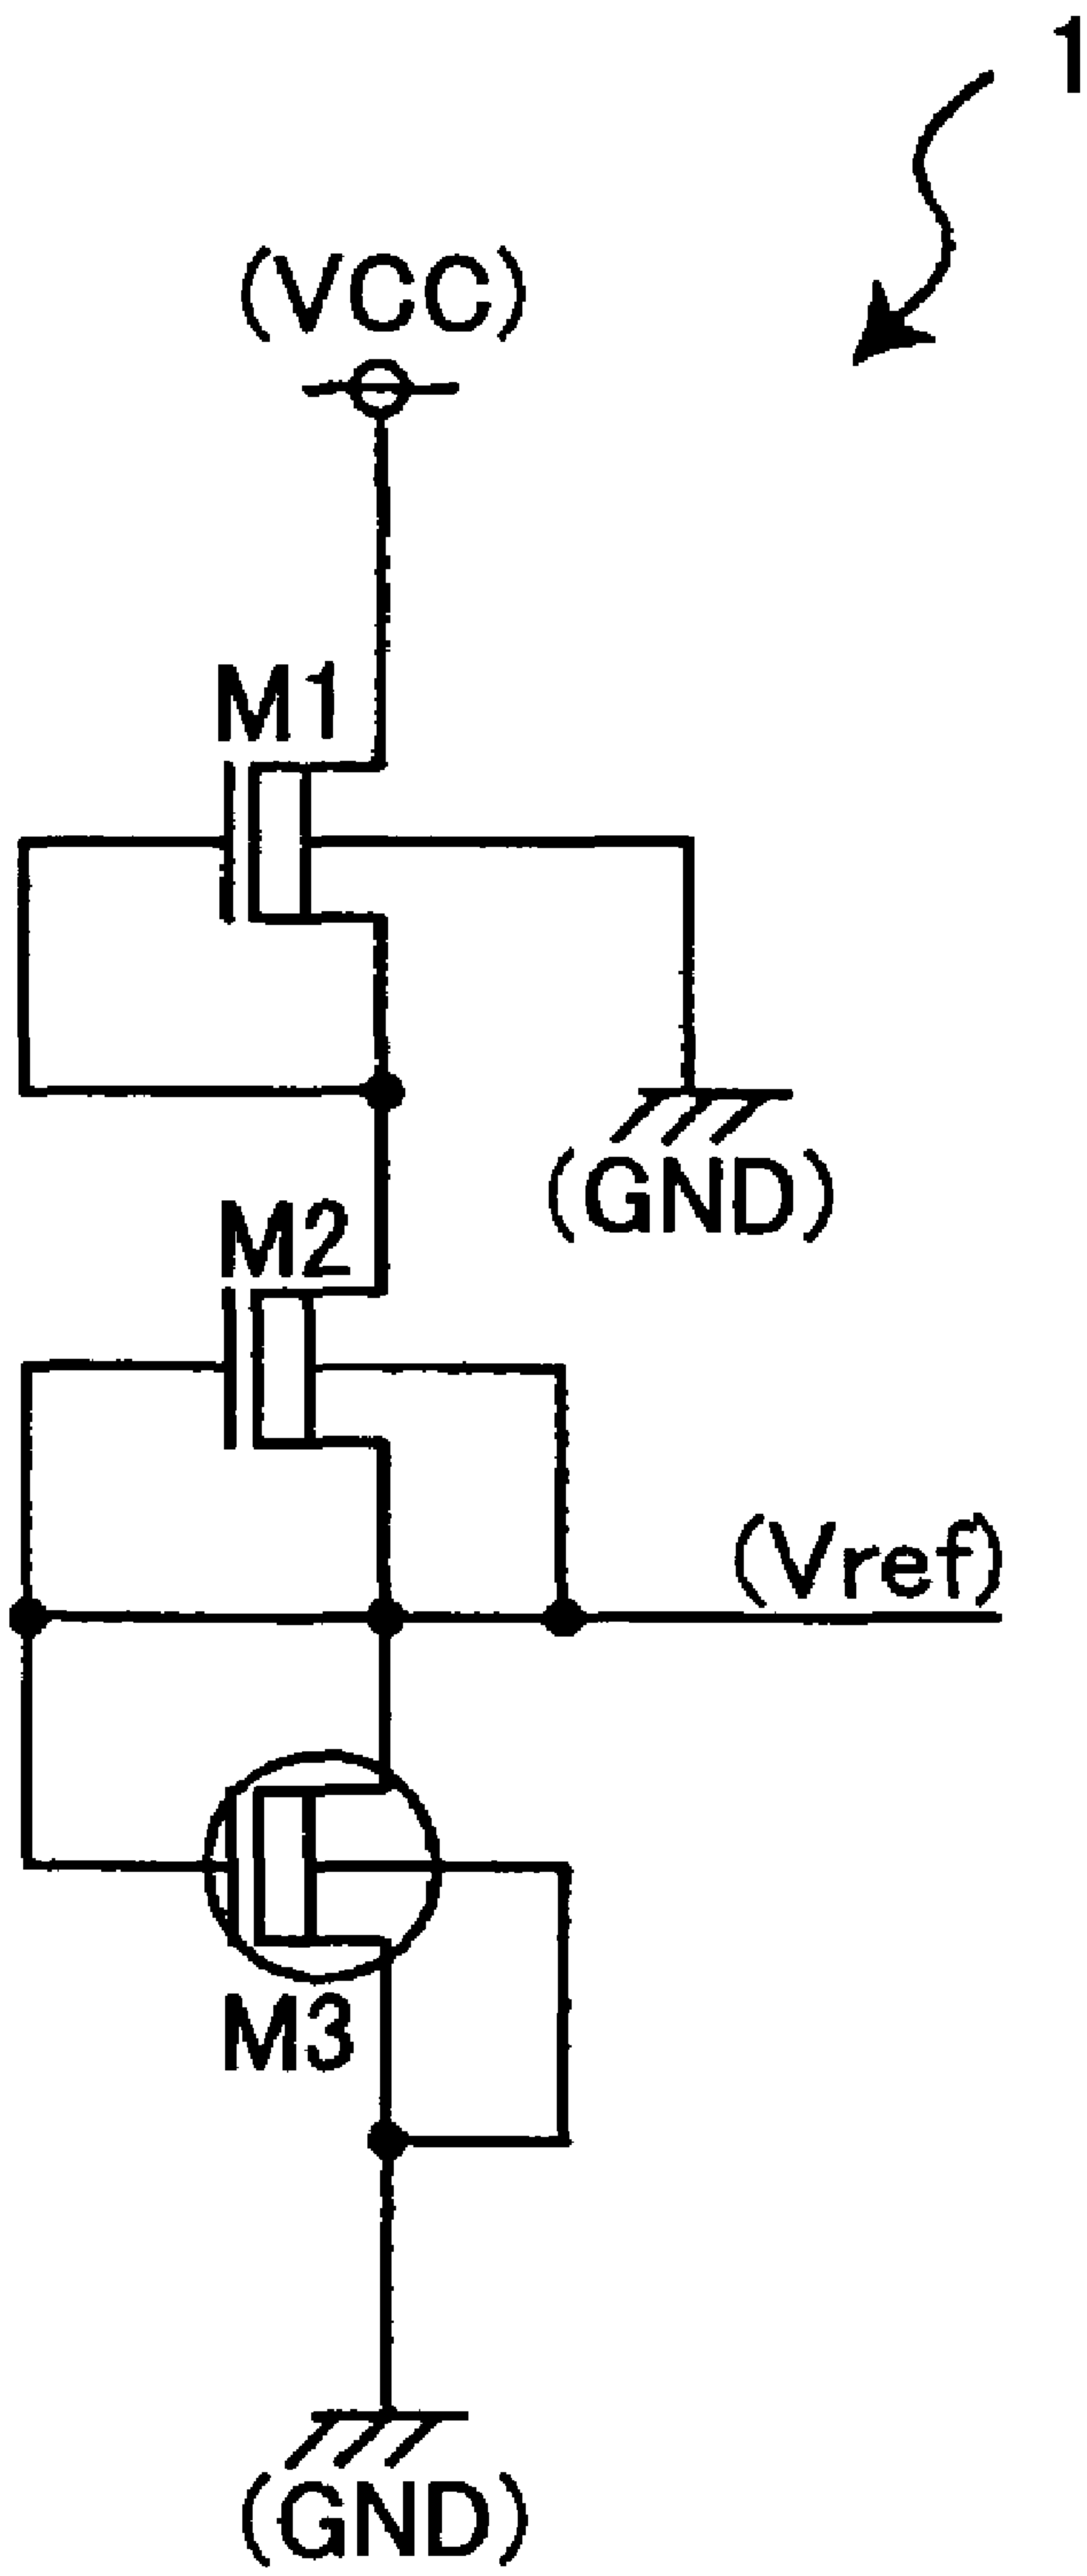 1
(VCC)
M1
(GND)
M2
(Vref)
M3
(GND)